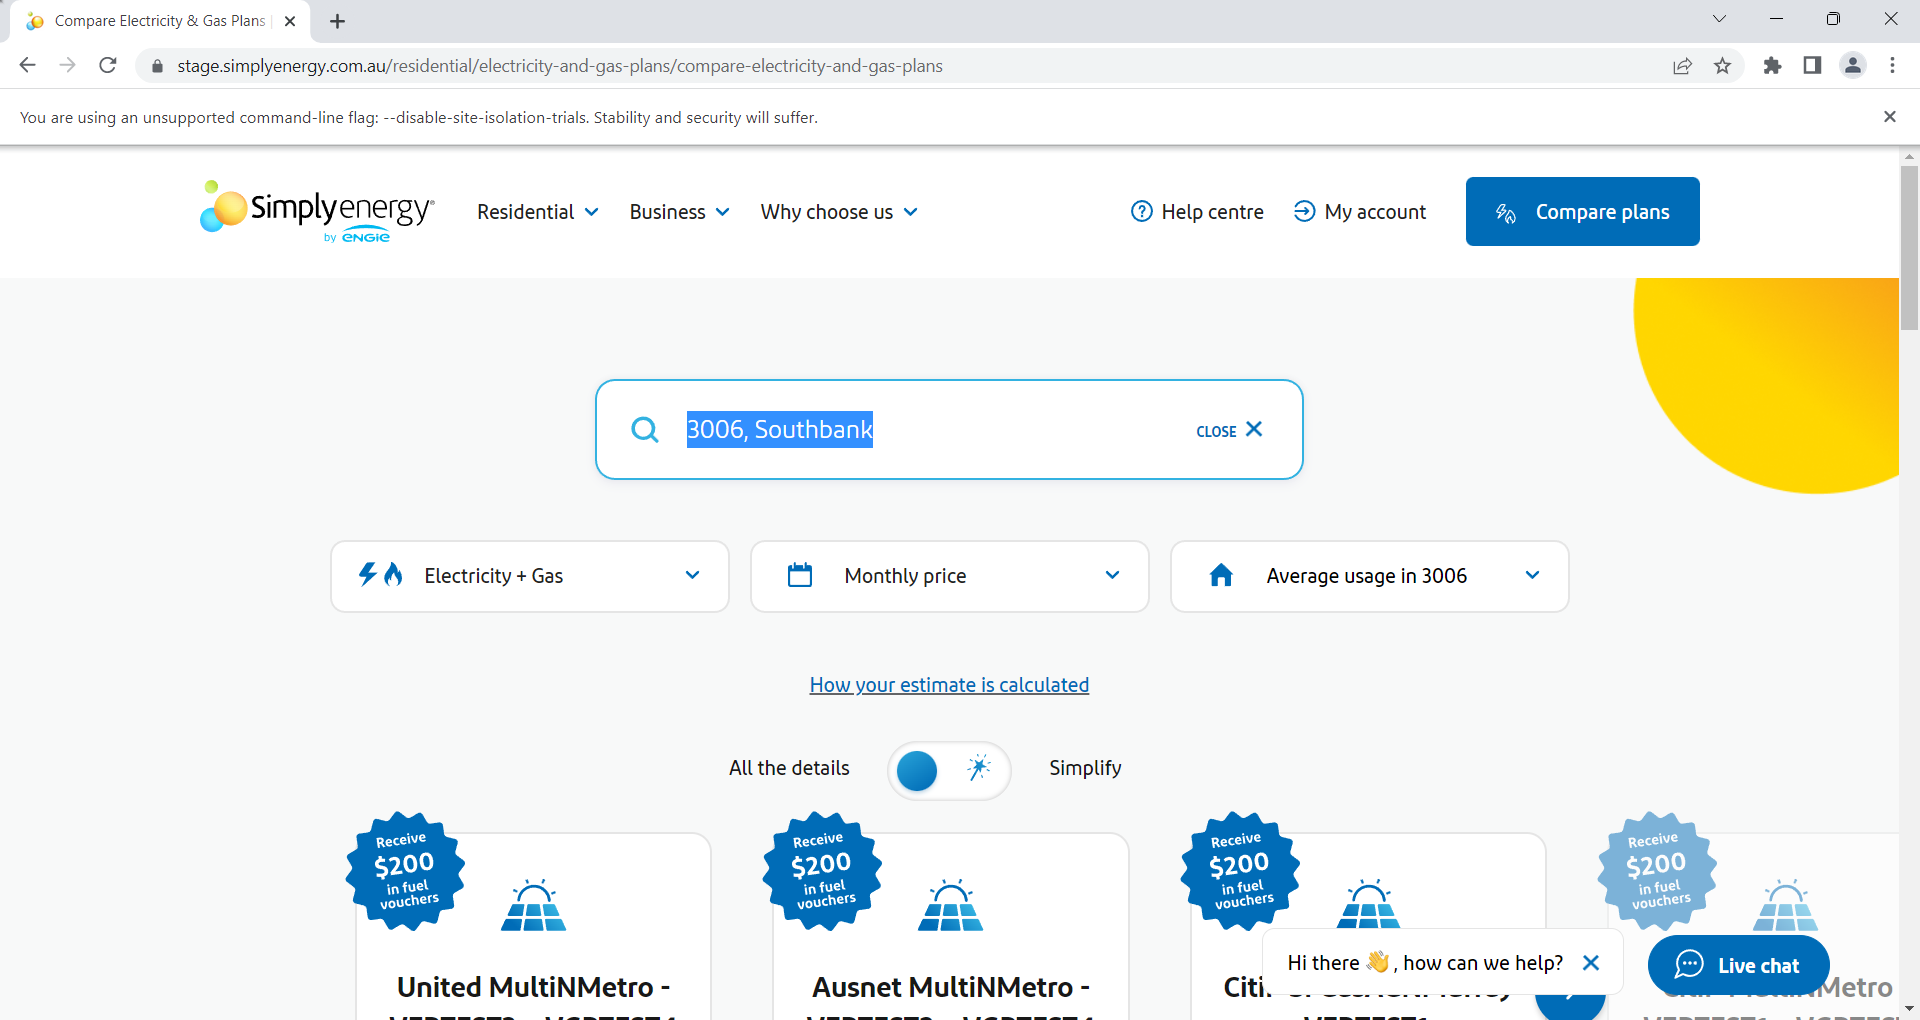 Compare Electricity & Gas Plans |
stage.simplyenergy.com.au/residential/electricity-and-gas-plans/compare-electricity-and-gas-plans
You are using an unsupported command-line flag: --disable-site-isolation-trials. Stability and security will suffer.
Simplyenergy
by ENGIE
Residential
Business
Why choose us
Help centre
My account
Compare plans
3006, Southbank
CLOSE
Electricity + Gas
Monthly price
Average usage in 3006
How your estimate is calculated
All the details
Simplify
Receive
$200
in fuel
vouchers
Receive
$200
in fuel
vouchers
Receive
$200
in fuel
vouchers
Receive
$200
in fuel
vouchers
United MultiNMetro -
Ausnet MultiNMetro -
Hi there 👋, how can we help?
Live chat